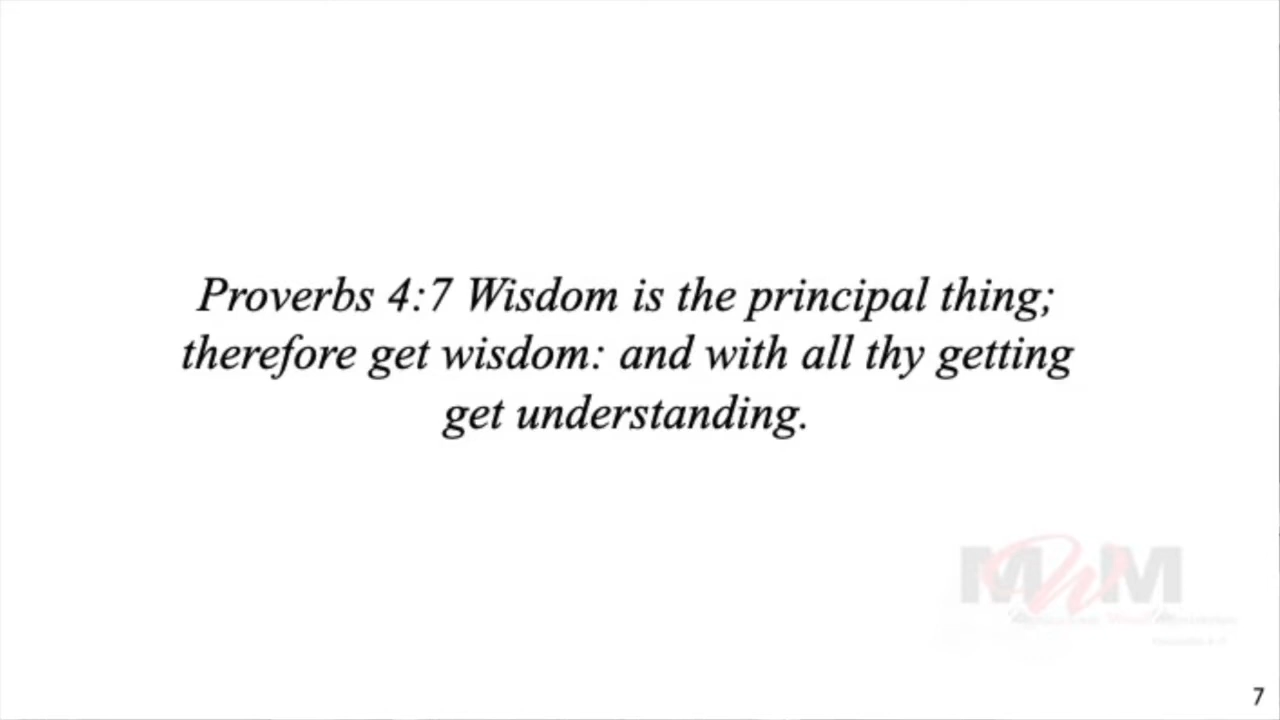 Proverbs 4:7 Wisdom is the principal thing;
therefore get wisdom: and with all thy getting
get understanding.
MWM
7